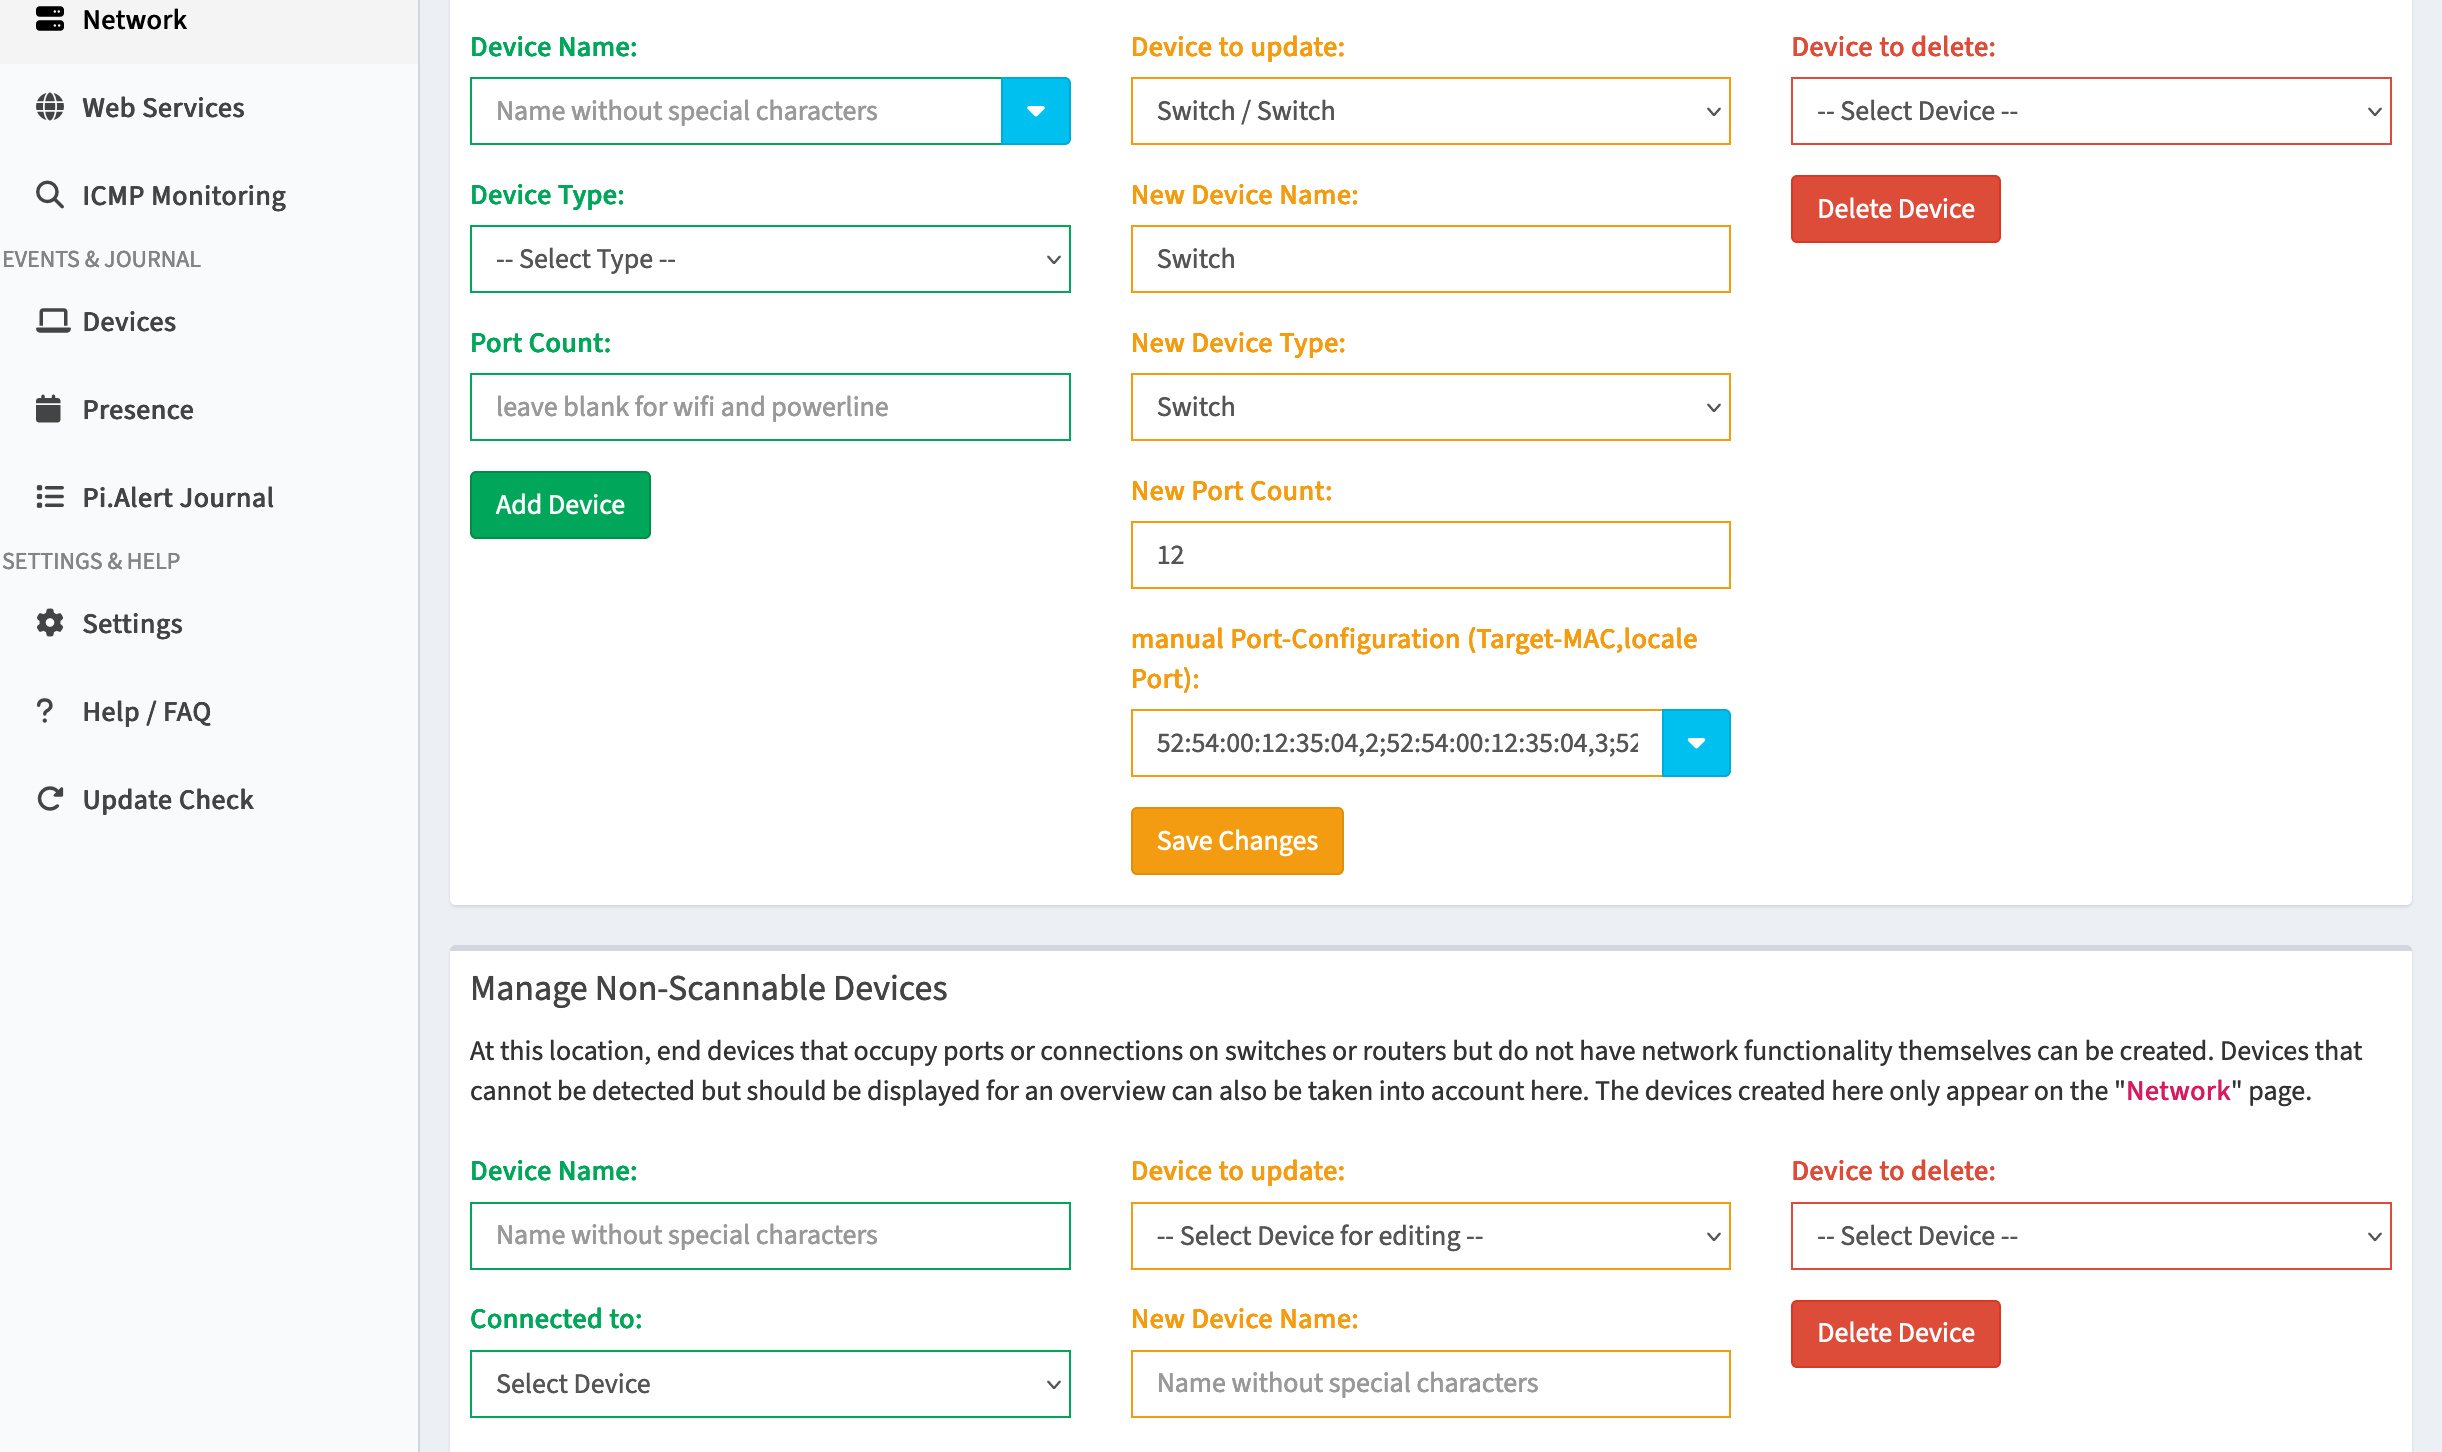 Network
Web Services
ICMP Monitoring
EVENTS & JOURNAL
Devices
Presence
Pi.Alert Journal
SETTINGS & HELP
Settings
Help / FAQ
Update Check
Device Name:
Name without special characters
Device Type:
-- Select Type --
Port Count:
leave blank for wifi and powerline
Add Device
Device to update:
Switch / Switch
New Device Name:
Switch
New Device Type:
Switch
New Port Count:
12
manual Port-Configuration (Target-MAC,locale
Port):
52:54:00:12:35:04,2;52:54:00:12:35:04,3;52
Save Changes
Device to delete:
-- Select Device --
Delete Device
Manage Non-Scannable Devices
At this location, end devices that occupy ports or connections on switches or routers but do not have network functionality themselves can be created. Devices that
cannot be detected but should be displayed for an overview can also be taken into account here. The devices created here only appear on the "Network" page.
Device Name:
Name without special characters
Connected to:
Select Device
Device to update:
-- Select Device for editing --
New Device Name:
Name without special characters
Device to delete:
-- Select Device --
Delete Device